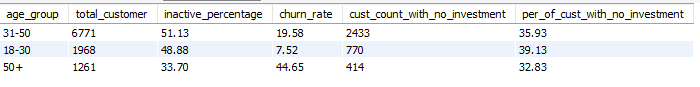 age_group total_customer inactive_percentage churn_rate cust_count_with_no_investment per_of_cust_with_no_investment
31-50 6771 51.13 19.58 2433 35.93
18-30 1968 48.88 7.52 770 39.13
50+ 1261 33.70 44.65 414 32.83